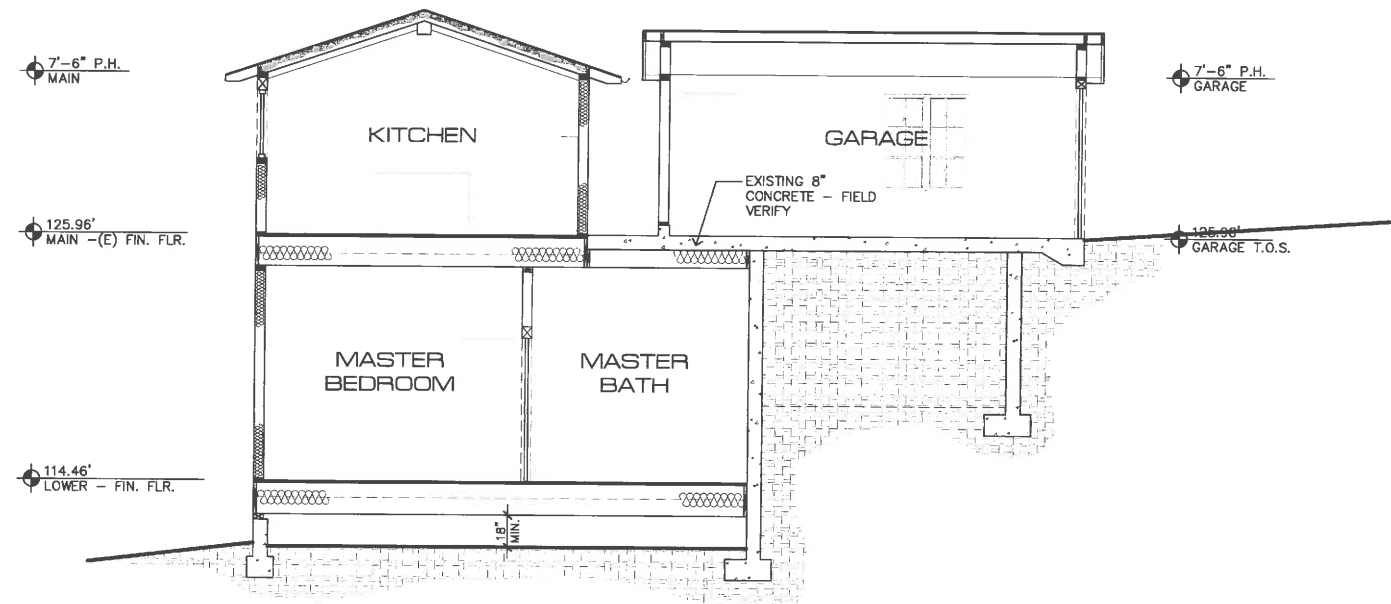 7'-6" P.H.
MAIN
7'-6" P.H.
GARAGE
KITCHEN
GARAGE
EXISTING 8"
CONCRETE - FIELD
VERIFY
125.96'
MAIN -(E) FIN. FLR.
GARAGE T.O.S.
MASTER
BEDROOM
MASTER
BATH
114.46'
LOWER - FIN. FLR.
18"
MIN.